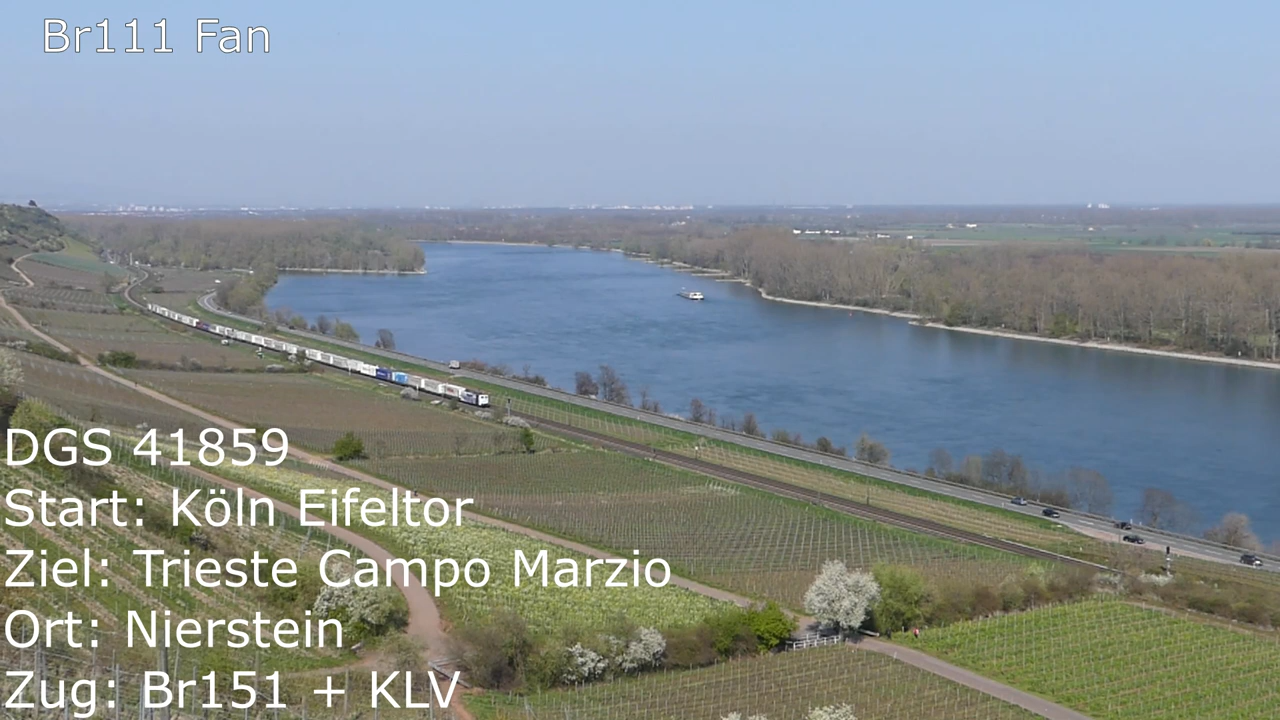 Br111 Fan
DGS 41859
Start: Köln Eifeltor
Ziel: Trieste Campo Marzio
Ort: Nierstein
Zug: Br151 + KLV